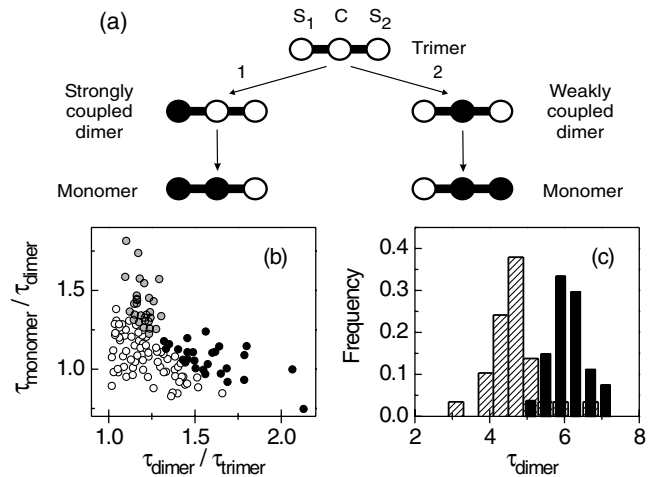 (a)
S1 C S2
Trimer
1 2
Strongly coupled dimer
Weakly coupled dimer
Monomer
Monomer
(b)
τmonomer / τdimer
1.25
1.0
1.0 1.5 2.0
τdimer / τtrimer
(c)
Frequency
0.4
0.3
0.2
0.1
0.0
2 4 6 8
τdimer